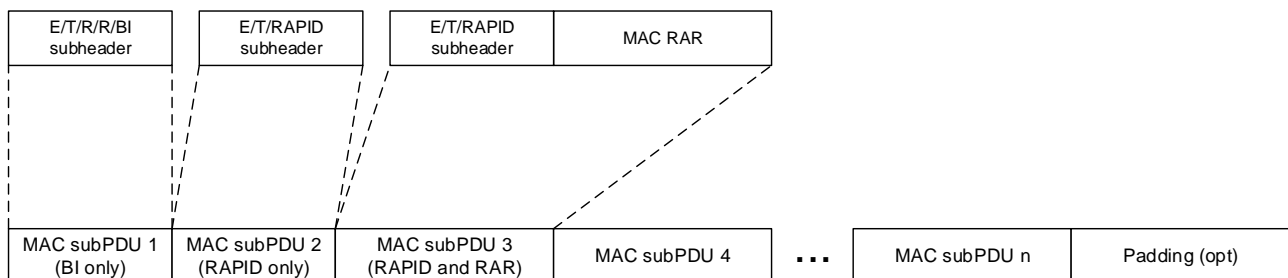 E/T/R/R/BI
subheader
E/T/RAPID
subheader
E/T/RAPID
subheader
MAC RAR
MAC subPDU 1
(BI only)
MAC subPDU 2
(RAPID only)
MAC subPDU 3
(RAPID and RAR)
MAC subPDU 4
...
MAC subPDU n
Padding (opt)